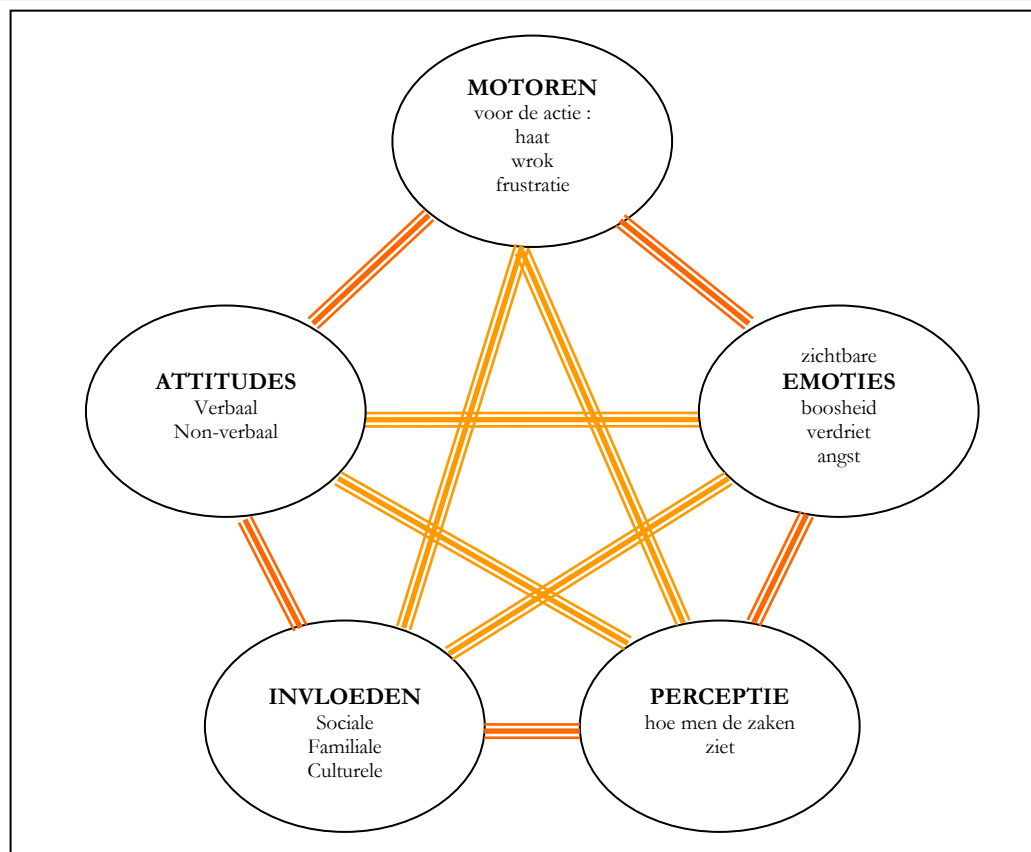 MOTOREN
voor de actie :
haat
wrok
frustratie
ATTITUDES
Verbaal
Non-verbaal
zichtbare
EMOTIES
boosheid
verdriet
angst
INVLOEDEN
Sociale
Familiale
Culturele
PERCEPTIE
hoe men de zaken
ziet